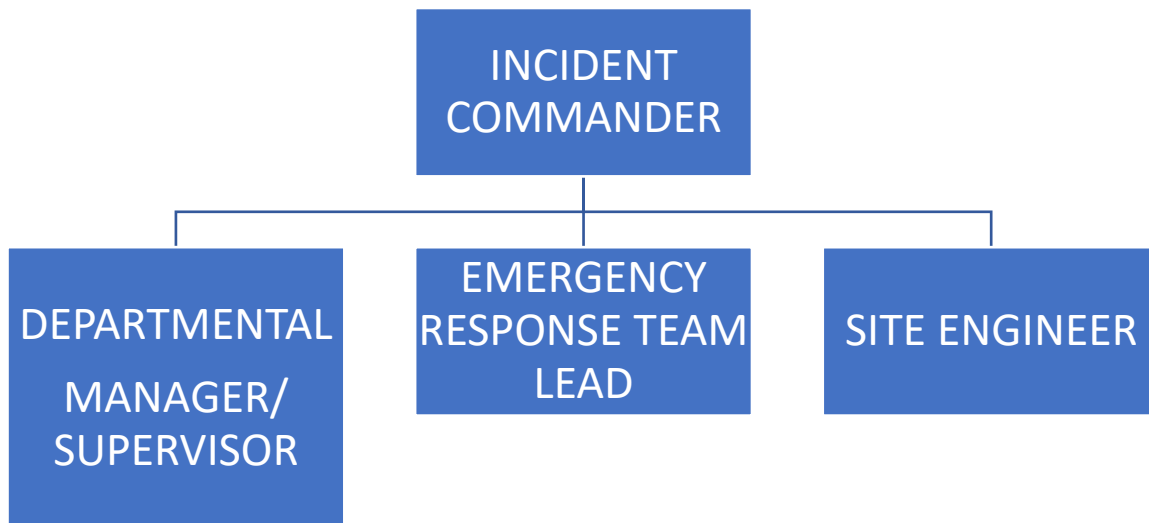 INCIDENT
COMMANDER
DEPARTMENTAL
MANAGER/
SUPERVISOR
EMERGENCY
RESPONSE TEAM
LEAD
SITE ENGINEER